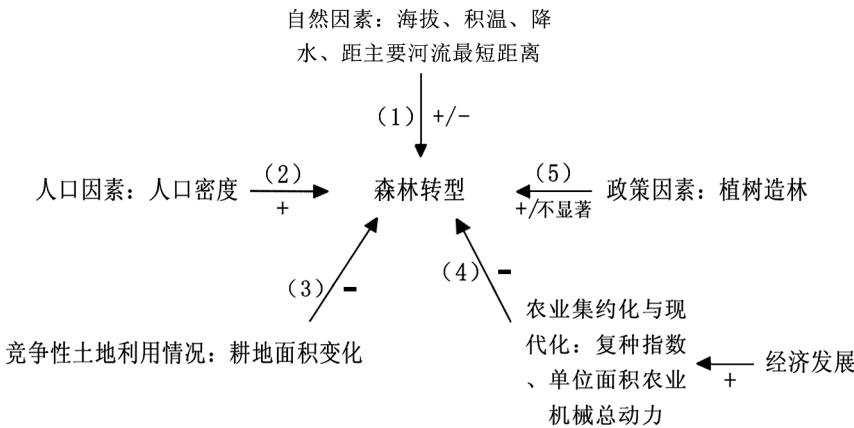 自然因素：海拔、积温、降
水、距主要河流最短距离
（1） +/-
人口因素：人口密度
（2）
+
森林转型
（5）
+/不显著
政策因素：植树造林
（3） -
（4） -
竞争性土地利用情况：耕地面积变化
农业集约化与现
代化：复种指数
、单位面积农业
机械总动力
+
经济发展